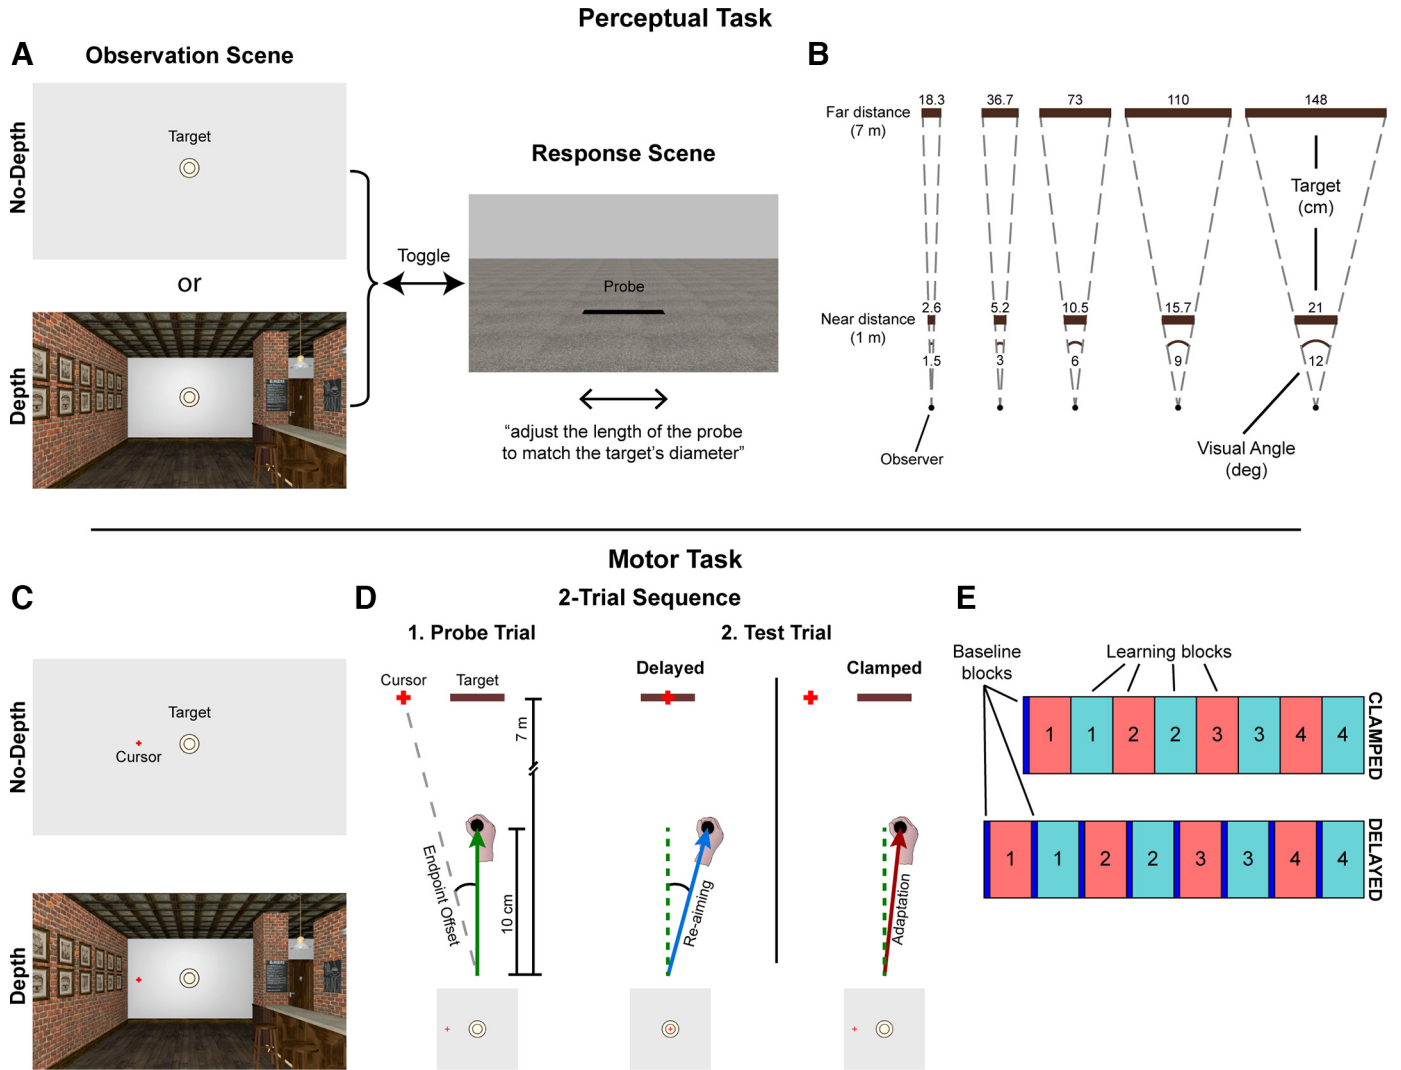 Perceptual Task
A
Observation Scene
No-Depth
Target
or
Depth
Toggle
Response Scene
Probe
“adjust the length of the probe
to match the target’s diameter”
B
Far distance
(7 m)
18.3
36.7
73
110
148
Target
(cm)
Near distance
(1 m)
2.6
5.2
10.5
15.7
21
1.5
3
6
9
12
Observer
Visual Angle
(deg)
Motor Task
C
No-Depth
Target
Cursor
Depth
D
2-Trial Sequence
1. Probe Trial
2. Test Trial
Cursor
Target
Delayed
Clamped
7 m
Endpoint Offset
10 cm
Re-aiming
Adaptation
E
Baseline
blocks
Learning blocks
1 1 2 2 3 3 4 4
CLAMPED
1 1 2 2 3 3 4 4
DELAYED